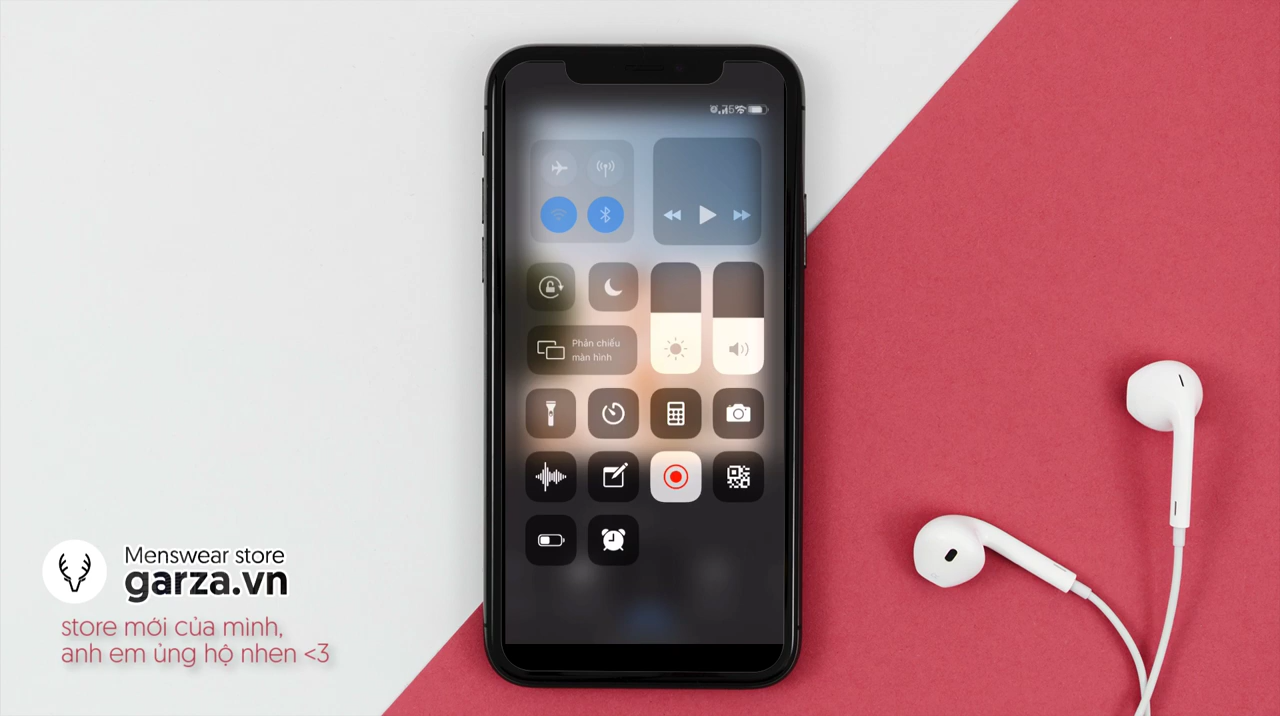 Phản chiếu
màn hình
Menswear store
garza.vn
store mới của mình,
anh em ủng hộ nhen <3